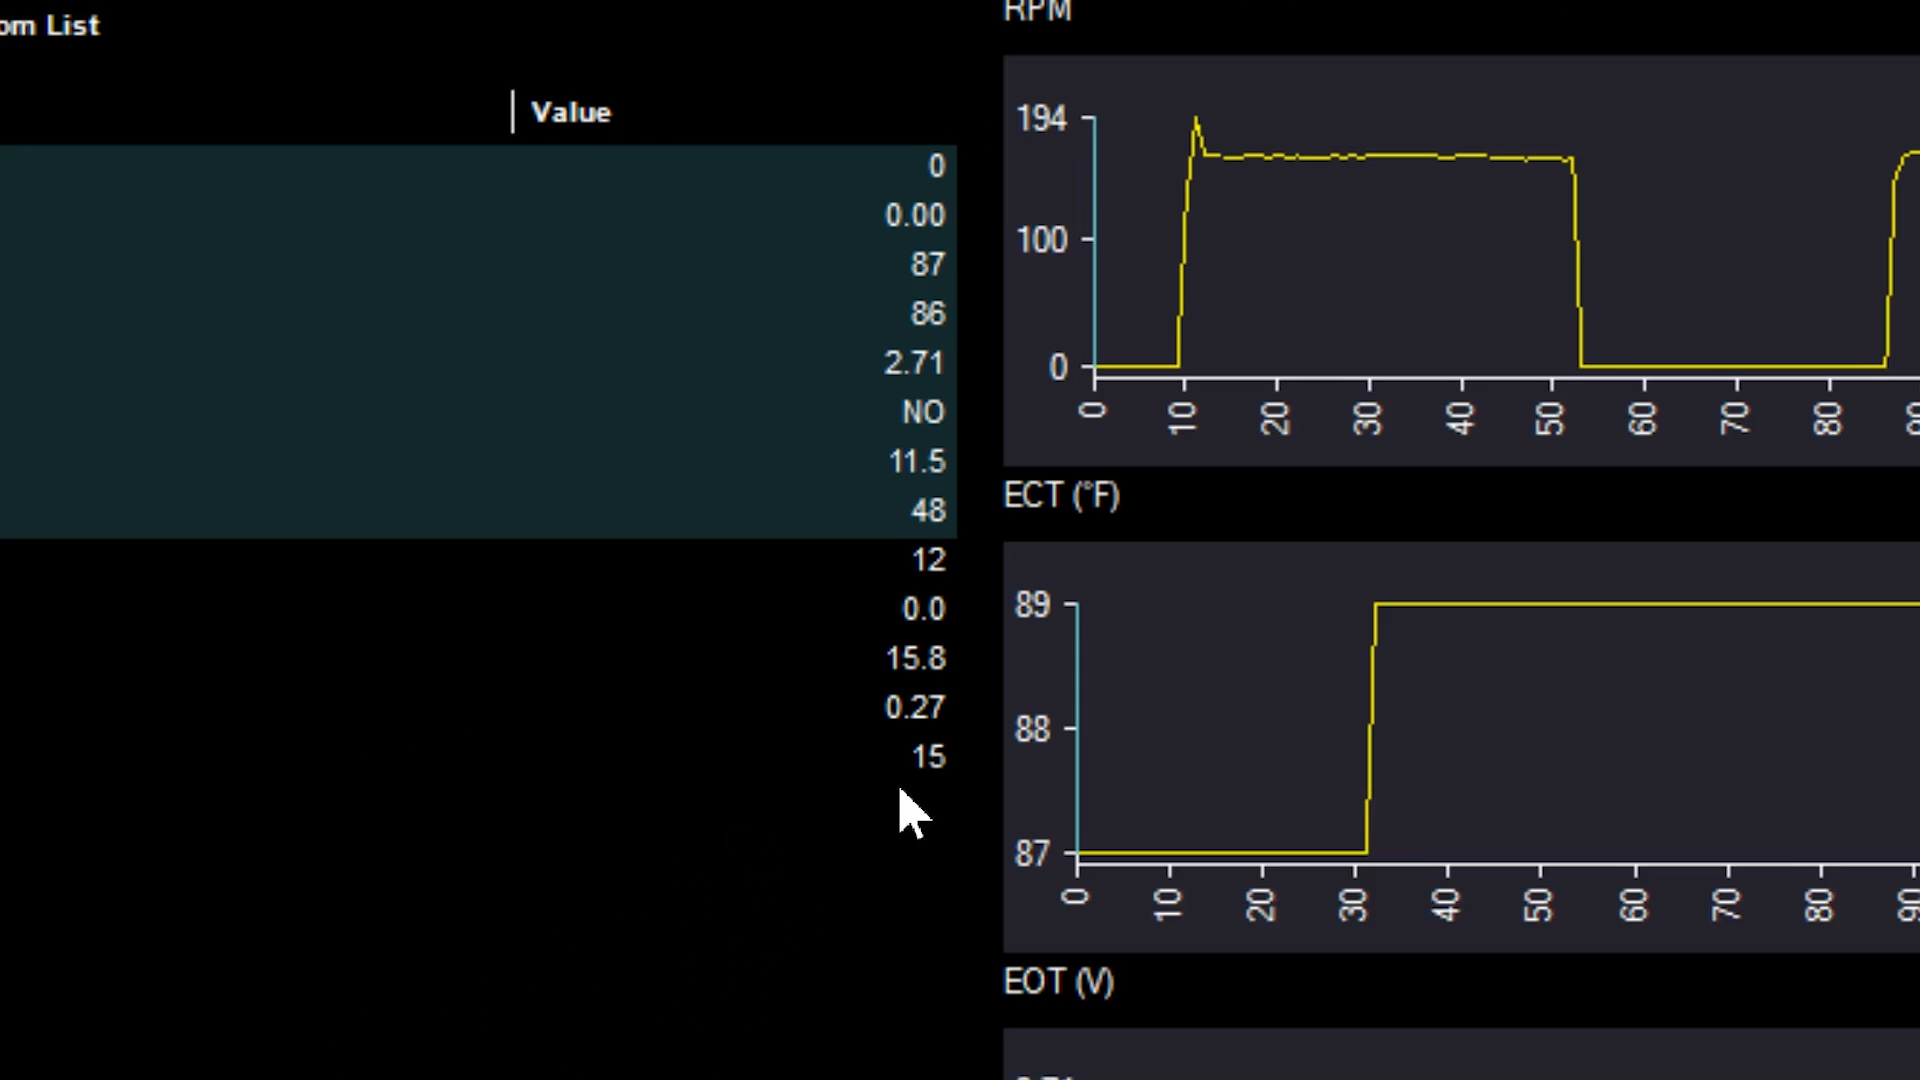 om List
Value
0
0.00
87
86
2.71
NO
11.5
48
12
0.0
15.8
0.27
15
RPM
194
100
0
0 10 20 30 40 50 60 70 80
ECT (°F)
89
88
87
0 10 20 30 40 50 60 70 80 90
EOT (V)